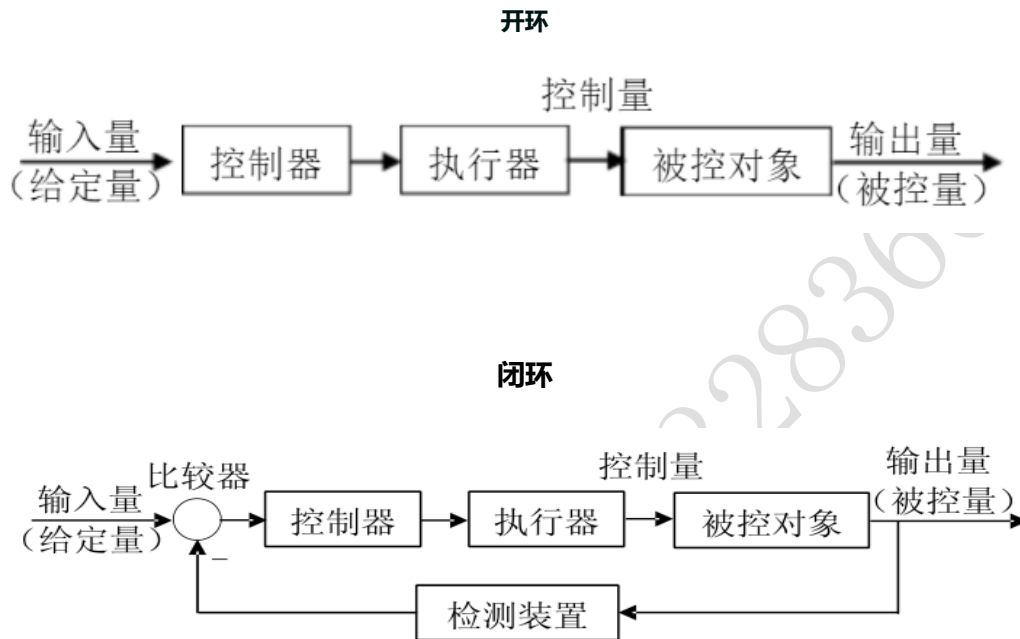 开环
控制量
输入量
控制器
执行器
被控对象
输出量
（给定量）
（被控量）
闭环
比较器
控制量
输出量
输入量
（被控量）
控制器
执行器
被控对象
（给定量）
－
检测装置